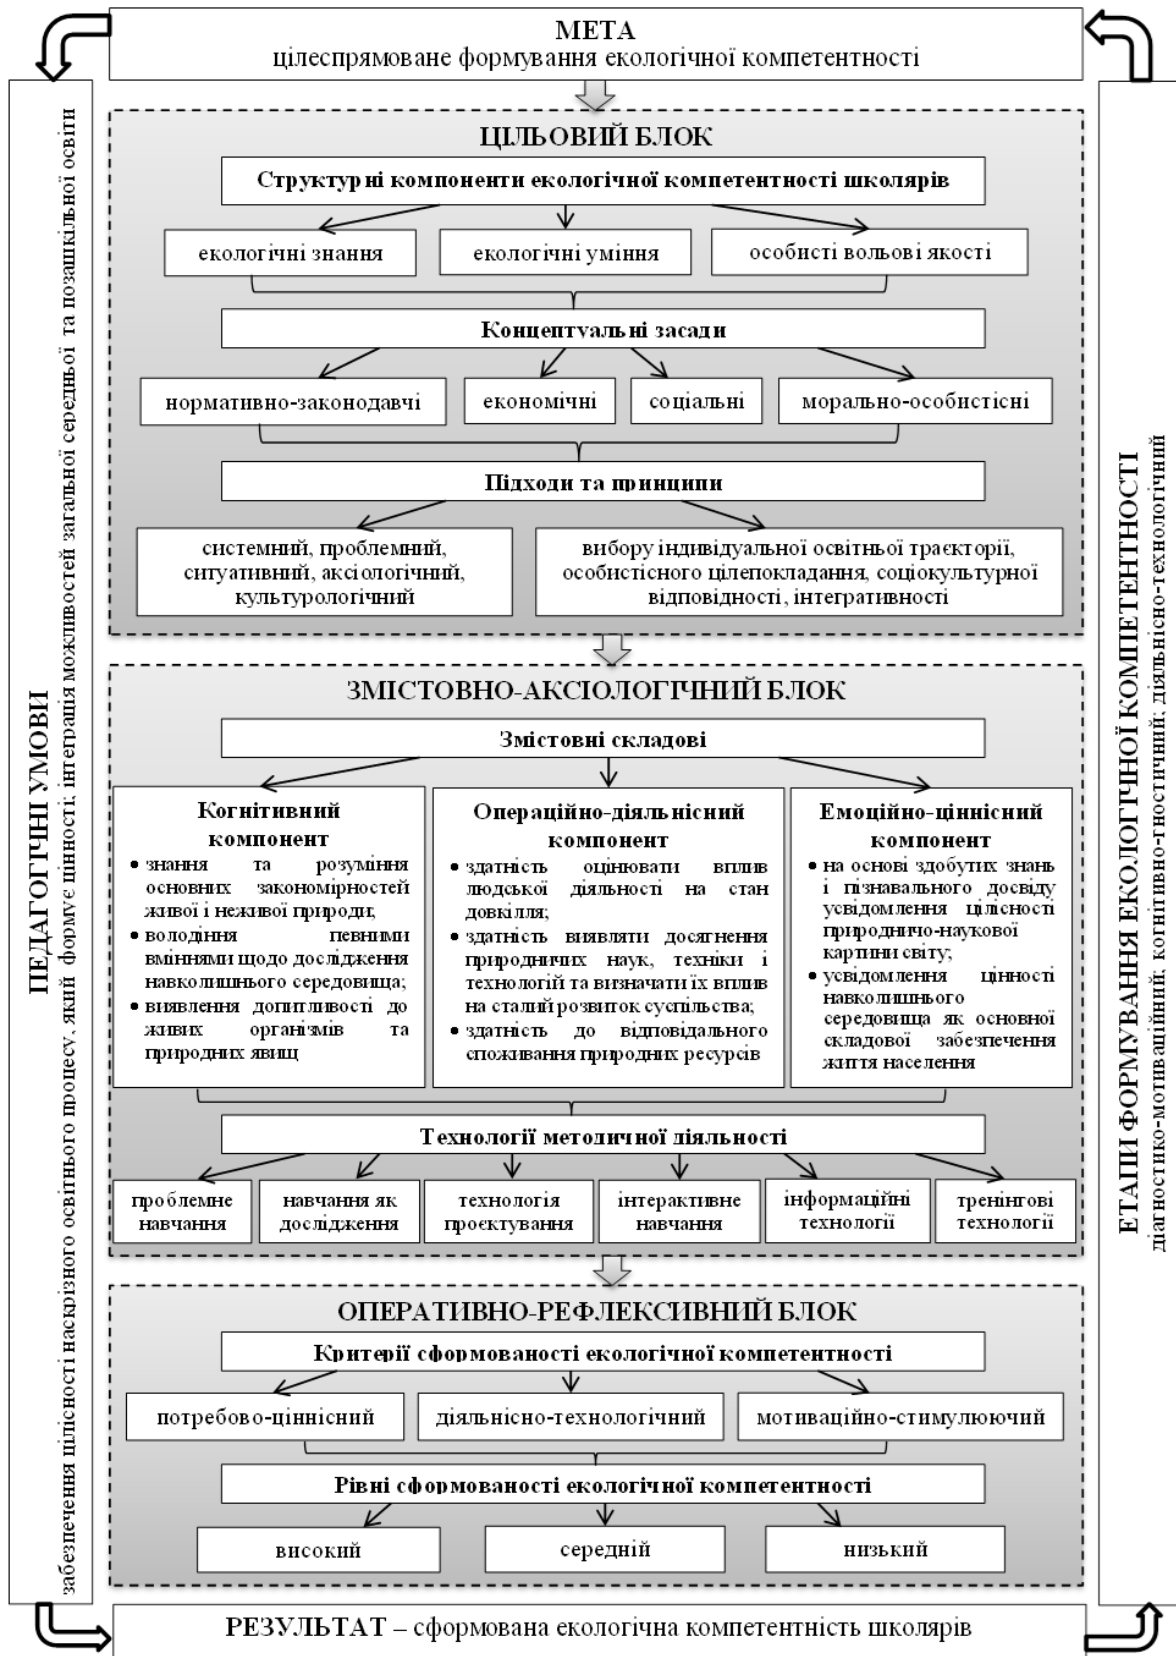 МЕТА
цілеспрямоване формування екологічної компетентності
ЦІЛЬОВИЙ БЛОК
Структурні компоненти екологічної компетентності школярів
екологічні знання
екологічні уміння
особисті вольові якості
Концептуальні засади
нормативно-законодавчі
економічні
соціальні
морально-особистісні
Підходи та принципи
системний, проблемний,
ситуативний, аксіологічний,
культурологічний
вибору індивідуальної освітньої траєкторії,
особистісного цілепокладання, соціокультурної
відповідності, інтегративності
ЗМІСТОВНО-АКСІОЛОГІЧНИЙ БЛОК
Змістовні складові
Когнітивний
компонент
• знання та розуміння
основних закономірностей
живої і неживої природи;
• володіння певними
вміннями щодо дослідження
навколишнього середовища;
• виявлення допитливості до
живих організмів та
природних явищ
Операційно-діяльнісний
компонент
• здатність оцінювати вплив
людської діяльності на стан
довкілля;
• здатність виявляти досягнення
природничих наук, техніки і
технологій та визначати їх вплив
на сталий розвиток суспільства;
• здатність до відповідального
споживання природних ресурсів
Емоційно-ціннісний
компонент
• на основі здобутих знань
і пізнавального досвіду
усвідомлення цілісності
природничо-наукової
картини світу;
• усвідомлення цінності
навколишнього
середовища як основної
складової забезпечення
життя населення
Технології методичної діяльності
проблемне
навчання
навчання як
дослідження
технологія
проєктування
інтерактивне
навчання
інформаційні
технології
тренінгові
технології
ОПЕРАТИВНО-РЕФЛЕКСИВНИЙ БЛОК
Критерії сформованості екологічної компетентності
потребово-ціннісний
діяльнісно-технологічний
мотиваційно-стимулюючий
Рівні сформованості екологічної компетентності
високий
середній
низький
РЕЗУЛЬТАТ – сформована екологічна компетентність школярів
ПЕДАГОГІЧНІ УМОВИ
забезпечення цілісності наскрізного освітнього процесу, який формує цінності; інтеграція можливостей загальної середньої та позашкільної освіти
ЕТАПИ ФОРМУВАННЯ ЕКОЛОГІЧНОЇ КОМПЕТЕНТНОСТІ
діагностико-мотиваційний, когнітивно-гностичний; діяльнісно-технологічний